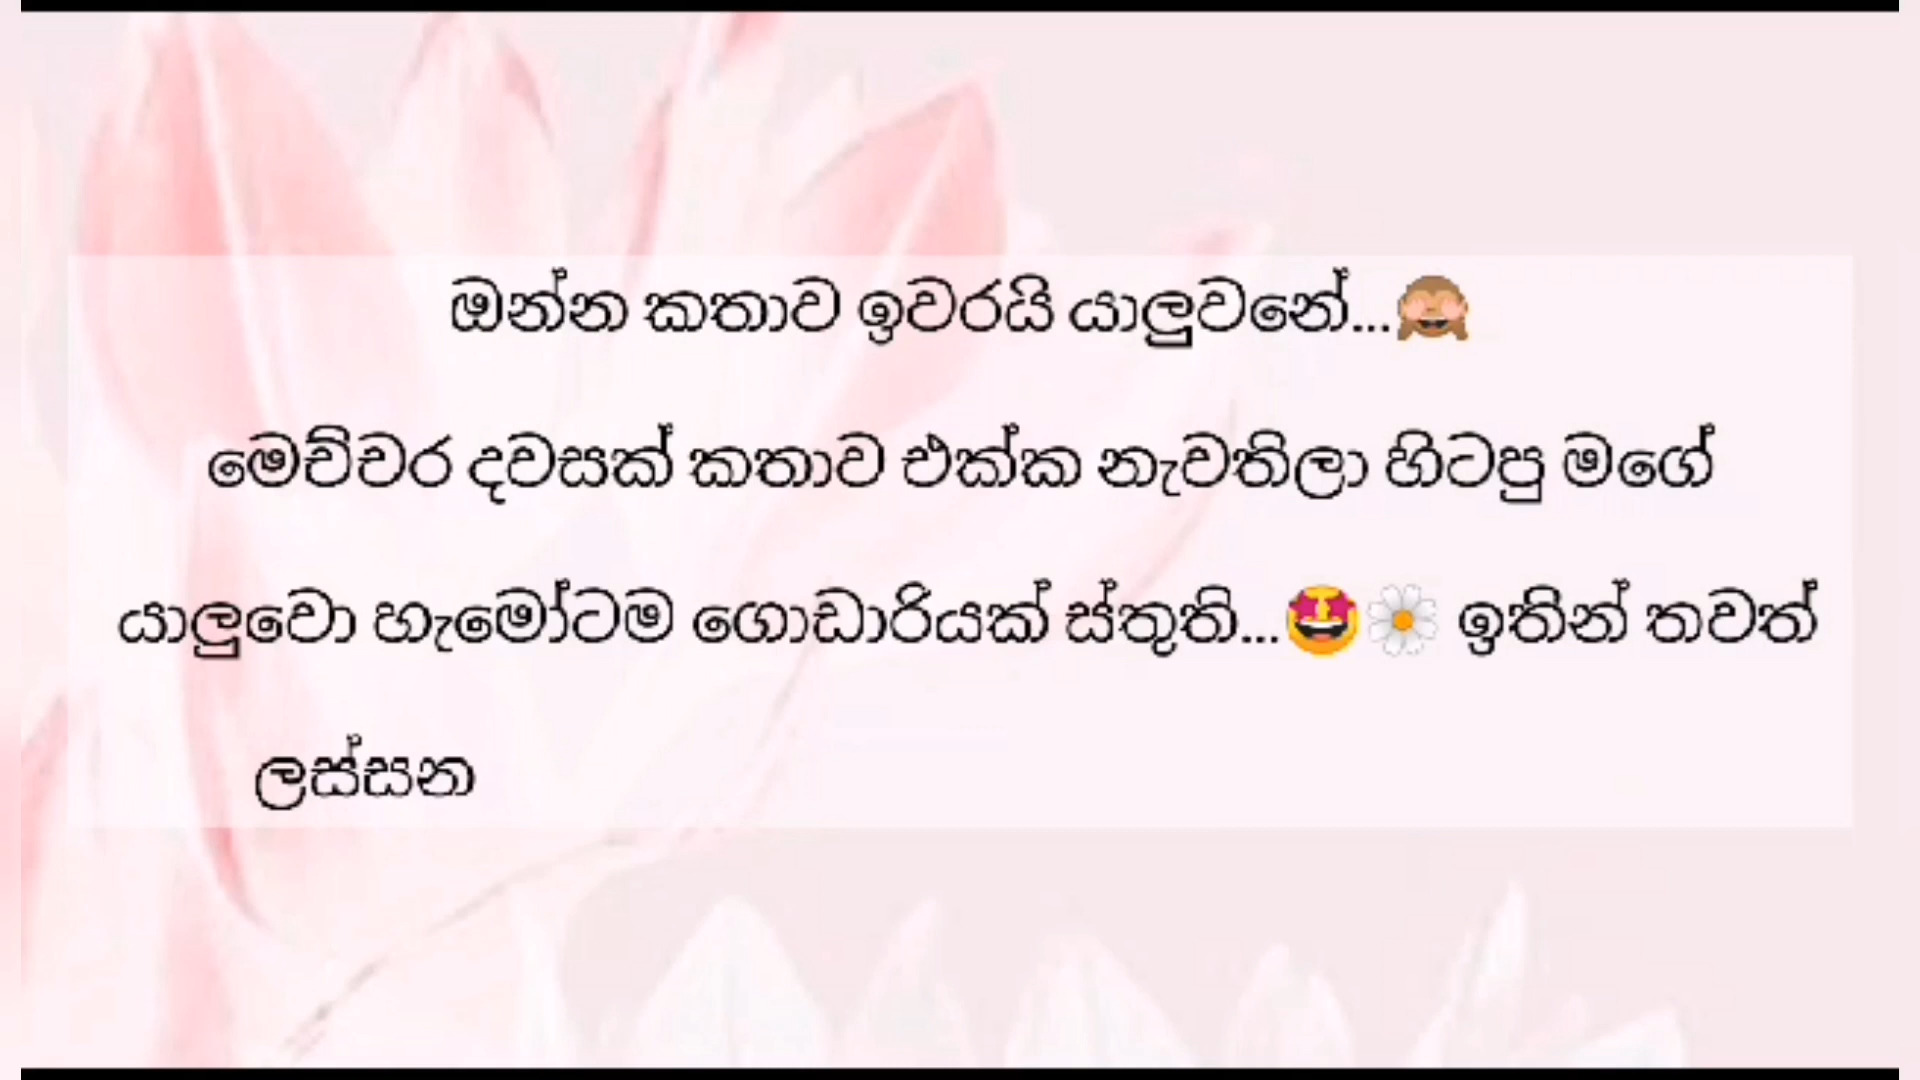 ඔන්න කතාව ඉවරයි යාලුවනේ...🙈
මෙච්චර දවසක් කතාව එක්ක නැවතිලා හිටපු මගේ
යාලුවො හැමෝටම ගොඩාරියක් ස්තුති...🤩🌼 ඉතින් තවත්
ලස්සන